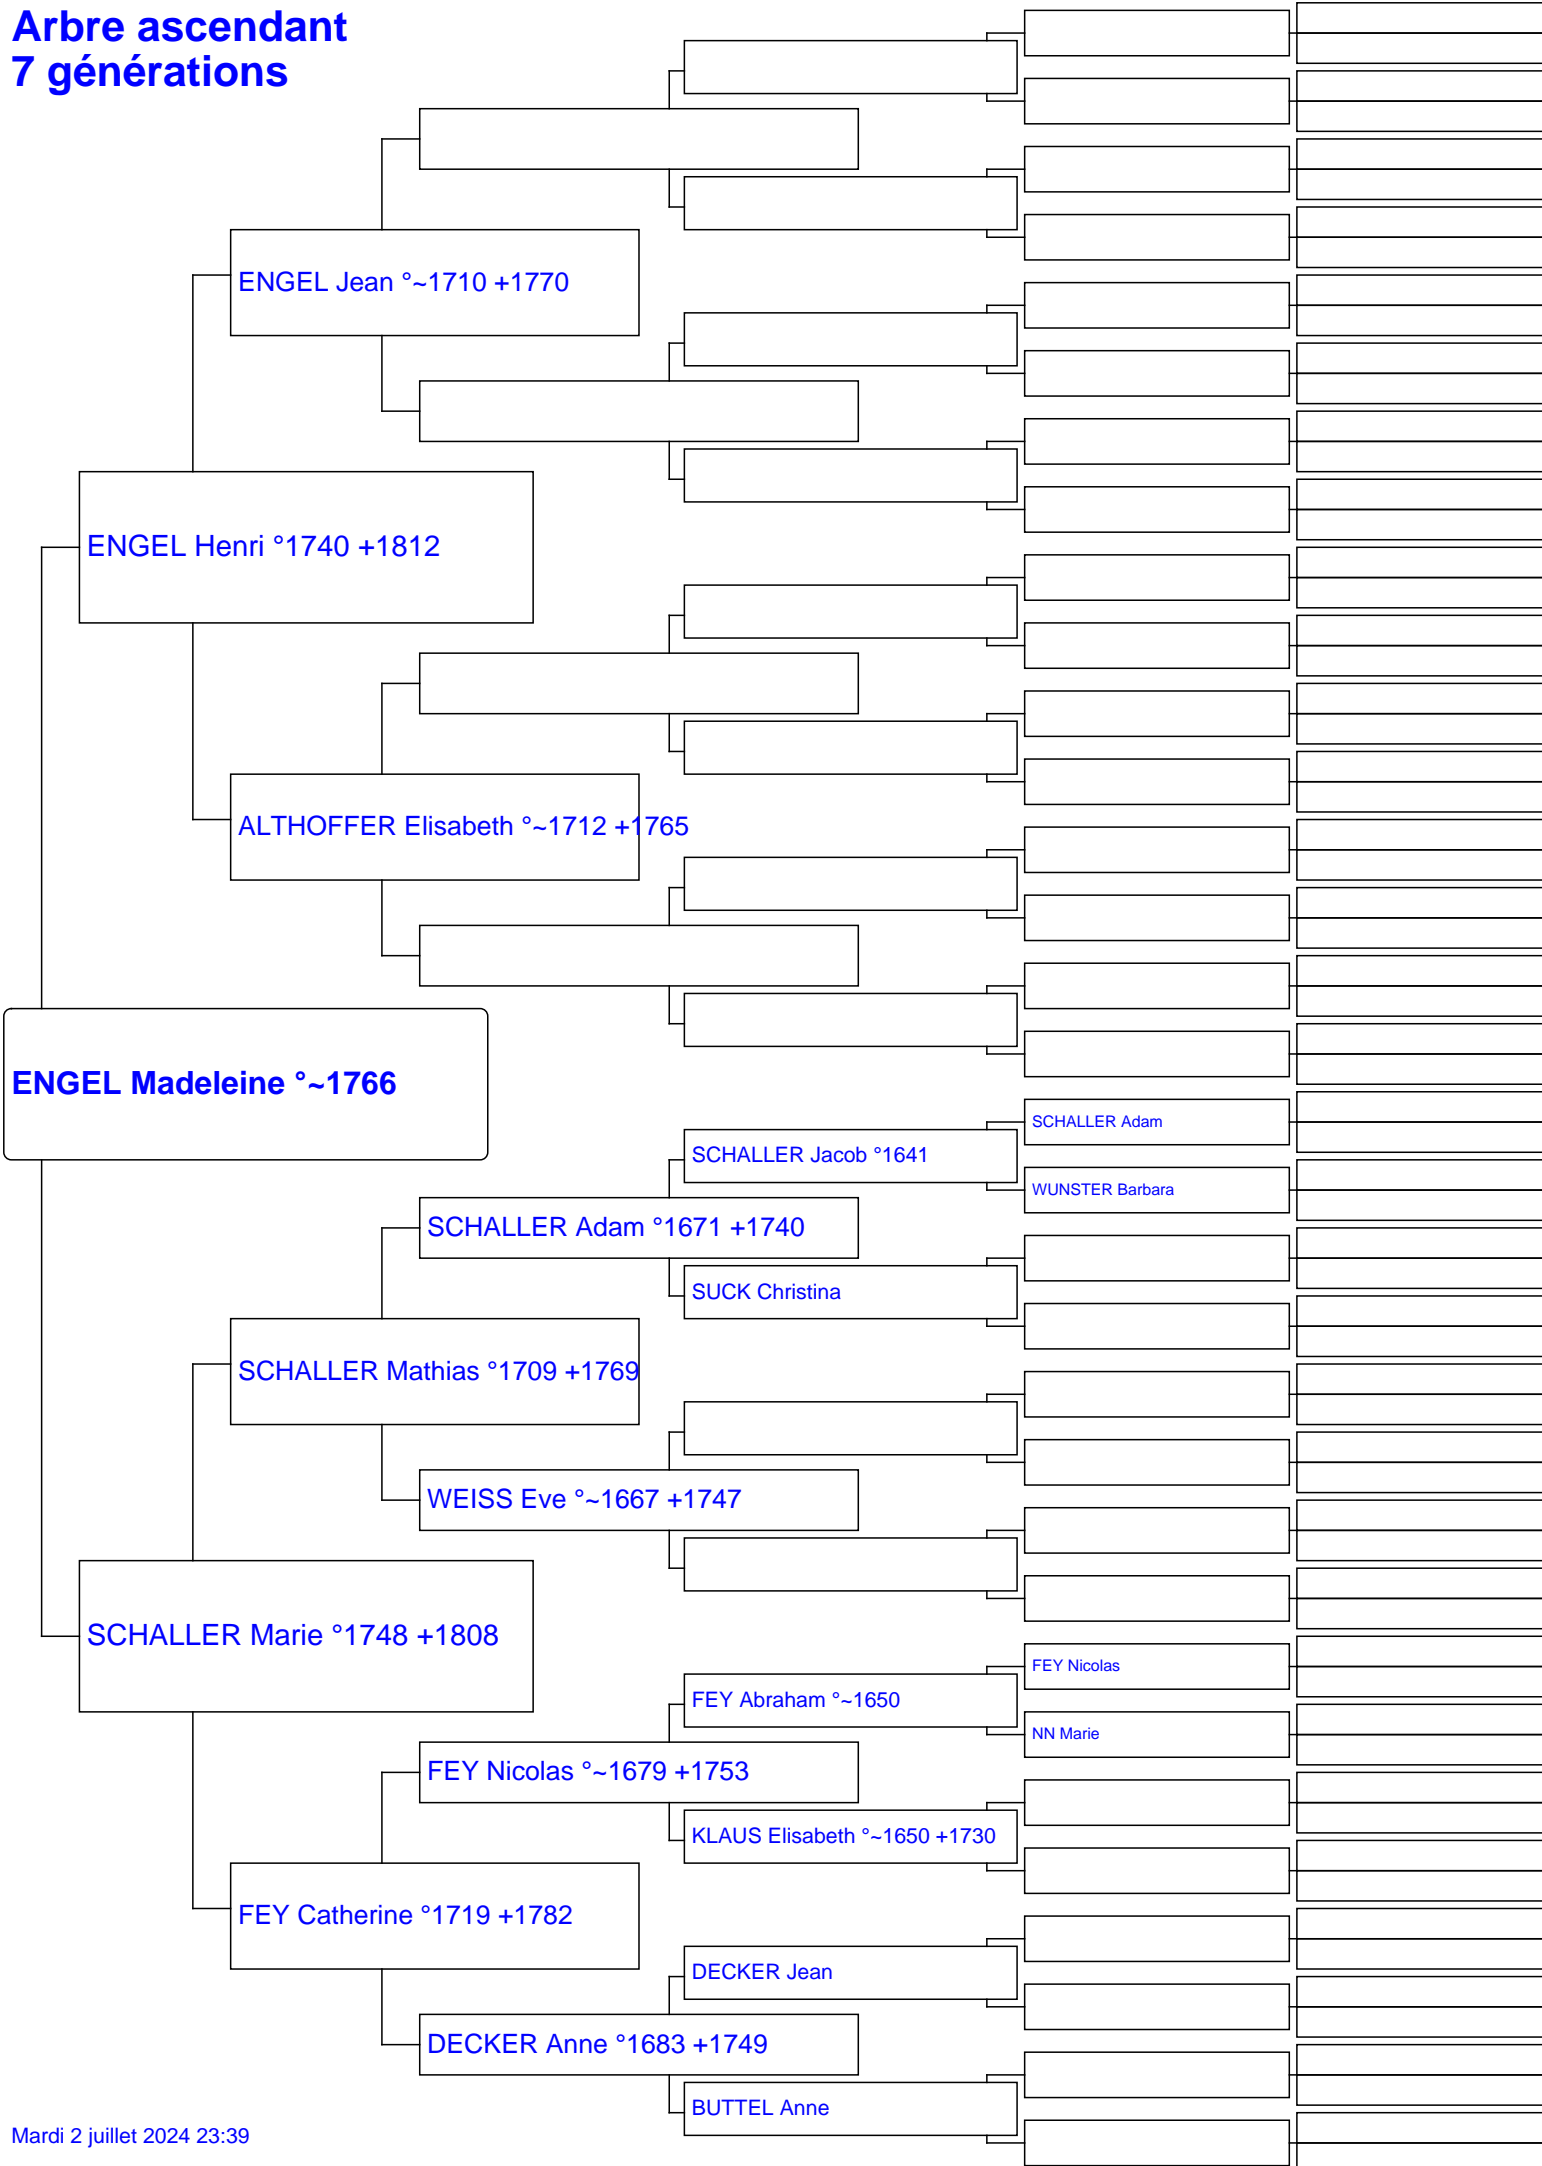 Arbre ascendant
7 générations
ENGEL Jean °~1710 +1770
ENGEL Henri °1740 +1812
ALTHOFFER Elisabeth °~1712 +1765
ENGEL Madeleine °~1766
SCHALLER Adam
SCHALLER Jacob °1641
WUNSTER Barbara
SCHALLER Adam °1671 +1740
SUCK Christina
SCHALLER Mathias °1709 +1769
WEISS Eve °~1667 +1747
SCHALLER Marie °1748 +1808
FEY Nicolas
FEY Abraham °~1650
NN Marie
FEY Nicolas °~1679 +1753
KLAUS Elisabeth °~1650 +1730
FEY Catherine °1719 +1782
DECKER Jean
DECKER Anne °1683 +1749
BUTTEL Anne
Mardi 2 juillet 2024 23:39